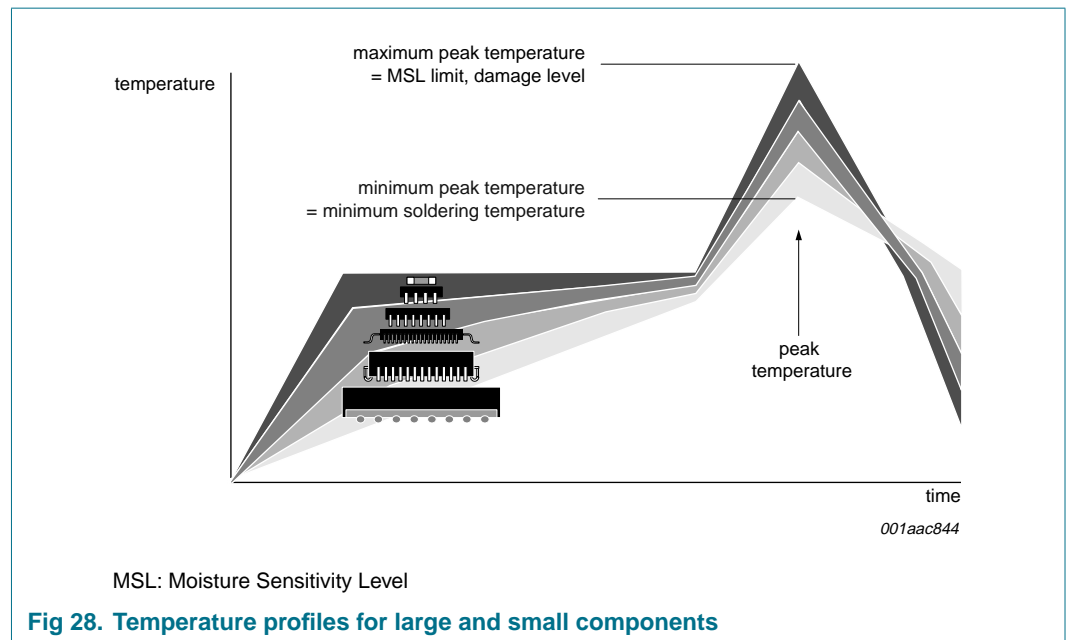 maximum peak temperature
= MSL limit, damage level
temperature
minimum peak temperature
= minimum soldering temperature
peak
temperature
time
001aac844
MSL: Moisture Sensitivity Level
Fig 28. Temperature profiles for large and small components